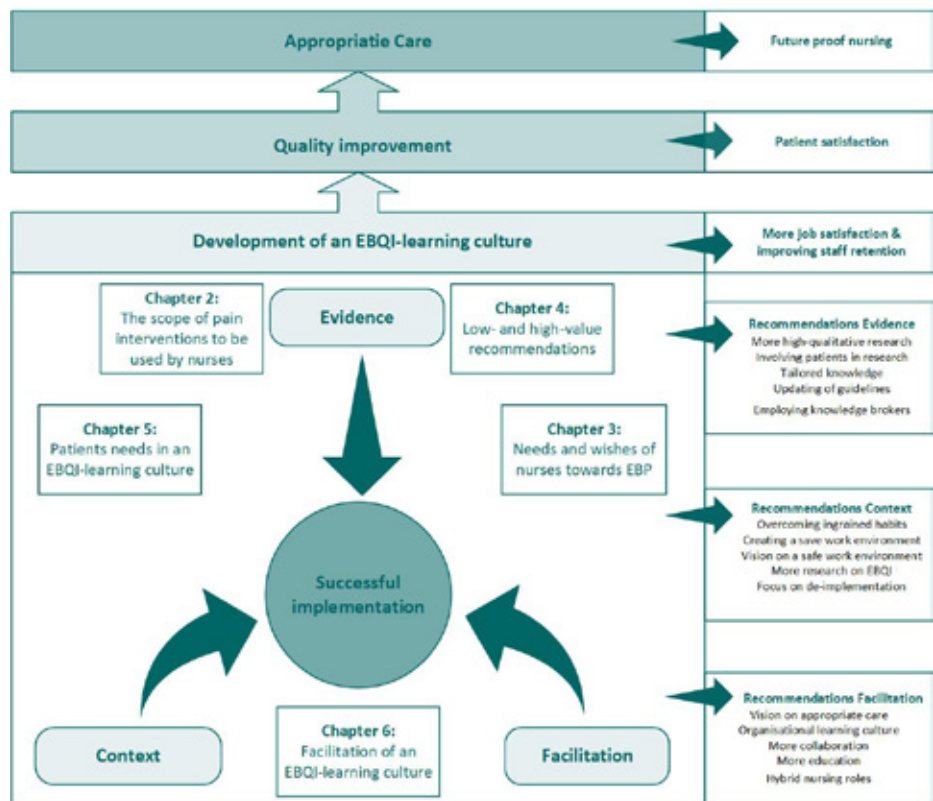 Appropriatie Care
Future proof nursing
Quality improvement
Patient satisfaction
Development of an EBQI-learning culture
More job satisfaction &
improving staff retention
Chapter 2:
The scope of pain
interventions to be
used by nurses
Evidence
Chapter 4:
Low- and high-value
recommendations
Recommendations Evidence
More high-qualitative research
Involving patients in research
Tailored knowledge
Updating of guidelines
Employing knowledge brokers
Chapter 5:
Patients needs in an
EBQI-learning culture
Chapter 3:
Needs and wishes of
nurses towards EBP
Recommendations Context
Overcoming ingrained habits
Creating a save work environment
Vision on a safe work environment
More research on EBQI
Focus on de-implementation
Successful
implementation
Recommendations Facilitation
Vision on appropriate care
Organisational learning culture
More collaboration
More education
Hybrid nursing roles
Context
Chapter 6:
Facilitation of an
EBQI-learning culture
Facilitation